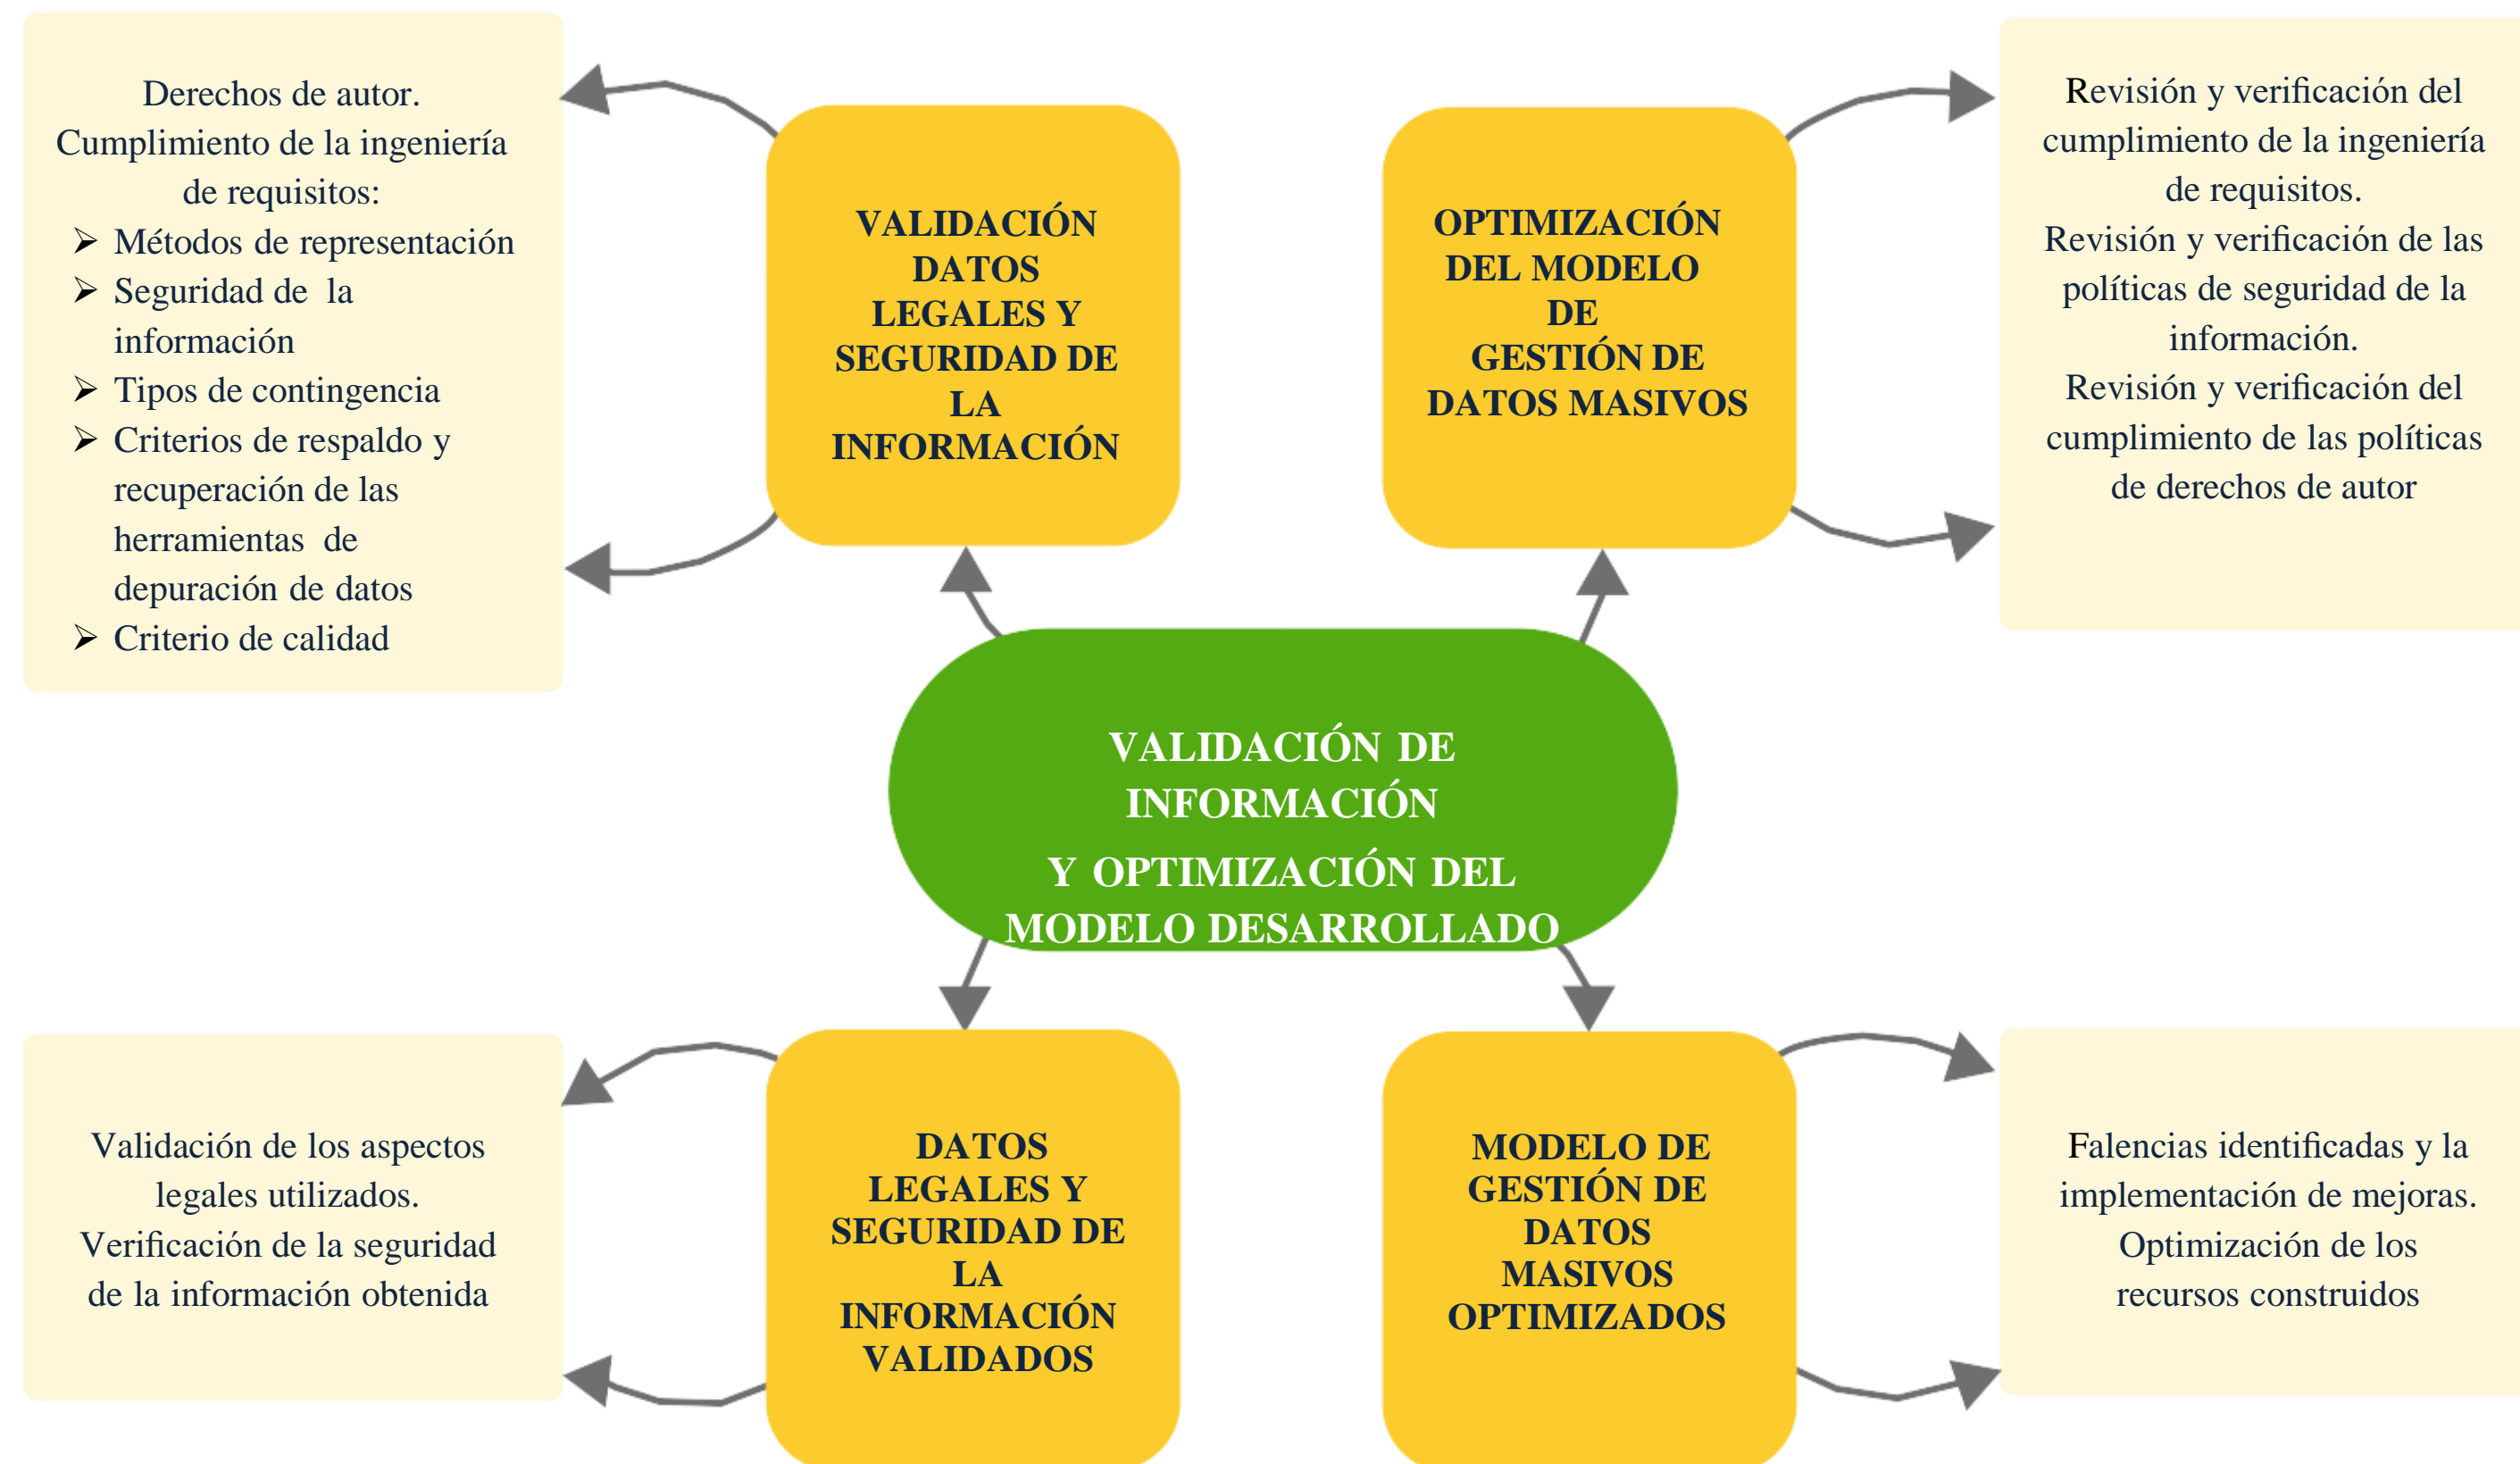 Derechos de autor.
Cumplimiento de la ingeniería
de requisitos:
➢ Métodos de representación
➢ Seguridad de la
información
➢ Tipos de contingencia
➢ Criterios de respaldo y
recuperación de las
herramientas de
depuración de datos
➢ Criterio de calidad
VALIDACIÓN
DATOS
LEGALES Y
SEGURIDAD DE
LA
INFORMACIÓN
OPTIMIZACIÓN
DEL MODELO
DE
GESTIÓN DE
DATOS MASIVOS
Revisión y verificación del
cumplimiento de la ingeniería
de requisitos.
Revisión y verificación de las
políticas de seguridad de la
información.
Revisión y verificación del
cumplimiento de las políticas
de derechos de autor
VALIDACIÓN DE
INFORMACIÓN
Y OPTIMIZACIÓN DEL
MODELO DESARROLLADO
Validación de los aspectos
legales utilizados.
Verificación de la seguridad
de la información obtenida
DATOS
LEGALES Y
SEGURIDAD DE
LA
INFORMACIÓN
VALIDADOS
MODELO DE
GESTIÓN DE
DATOS
MASIVOS
OPTIMIZADOS
Falencias identificadas y la
implementación de mejoras.
Optimización de los
recursos construidos